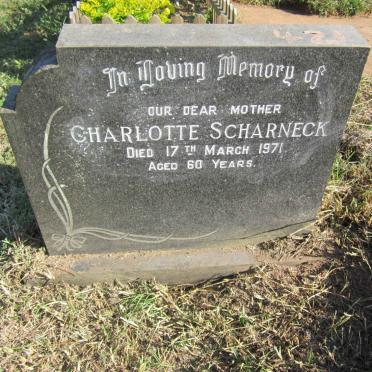 In Loving Memory of
OUR DEAR MOTHER
CHARLOTTE SCHARNECK
DIED 17TH MARCH 1971
AGED 60 YEARS.